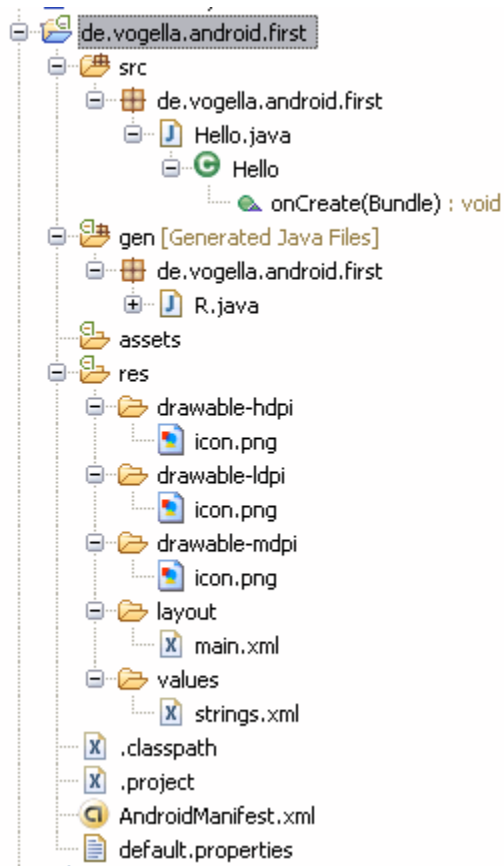 de.vogella.android.first
src
de.vogella.android.first
Hello.java
Hello
onCreate(Bundle) : void
gen [Generated Java Files]
de.vogella.android.first
R.java
assets
res
drawable-hdpi
icon.png
drawable-ldpi
icon.png
drawable-mdpi
icon.png
layout
main.xml
values
strings.xml
.classpath
.project
AndroidManifest.xml
default.properties